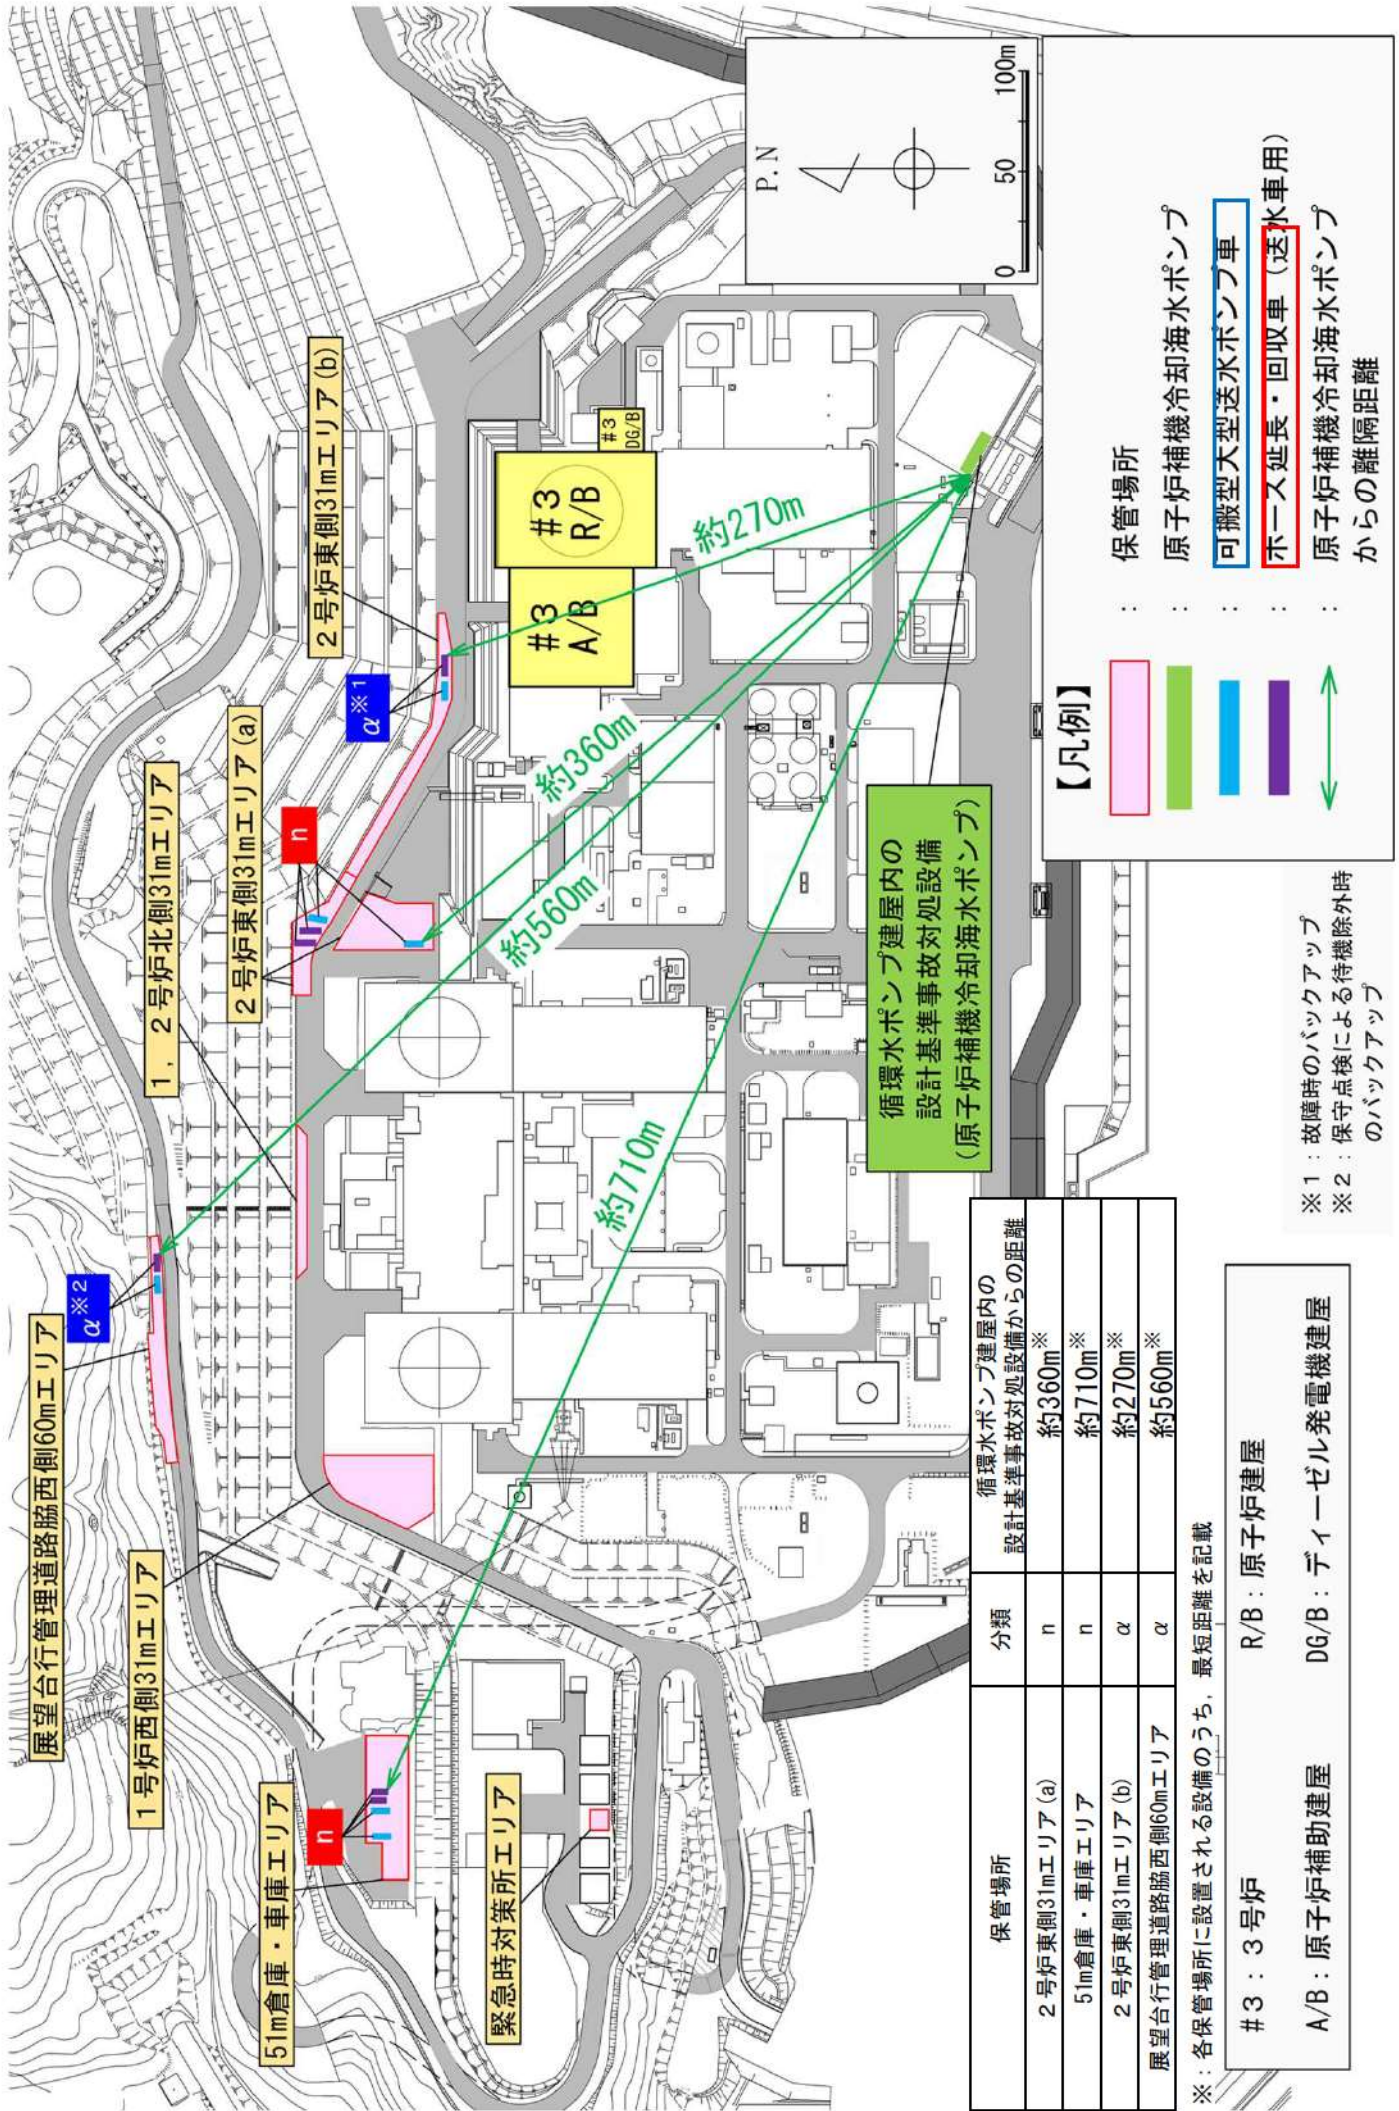 展望台行管理道路脇西側60mエリア
α※2
1，2号炉北側31mエリア
2号炉東側31mエリア(a)
n
2号炉東側31mエリア(b)
α※1
1号炉西側31mエリア
51m倉庫・車庫エリア
n
緊急時対策所エリア
#3
R/B
#3
A/B
#3
DG/B
約270m
約360m
約560m
約710m
循環水ポンプ建屋内の
設計基準事故対処設備
(原子炉補機冷却海水ポンプ)
P.N
0 50 100m
【凡例】
： 保管場所
： 原子炉補機冷却海水ポンプ
： 可搬型大型送水ポンプ車
： ホース延長・回収車（送水車用）
： 原子炉補機冷却海水ポンプ
からの離隔距離
保管場所 分類 循環水ポンプ建屋内の
設計基準事故対処設備からの距離
2号炉東側31mエリア(a) n 約360m※
51m倉庫・車庫エリア n 約710m※
2号炉東側31mエリア(b) α 約270m※
展望台行管理道路脇西側60mエリア α 約560m※
※：各保管場所に設置される設備のうち，最短距離を記載
※1：故障時のバックアップ
※2：保守点検による待機除外時
のバックアップ
#3：3号炉 R/B：原子炉建屋
A/B：原子炉補助建屋 DG/B：ディーゼル発電機建屋